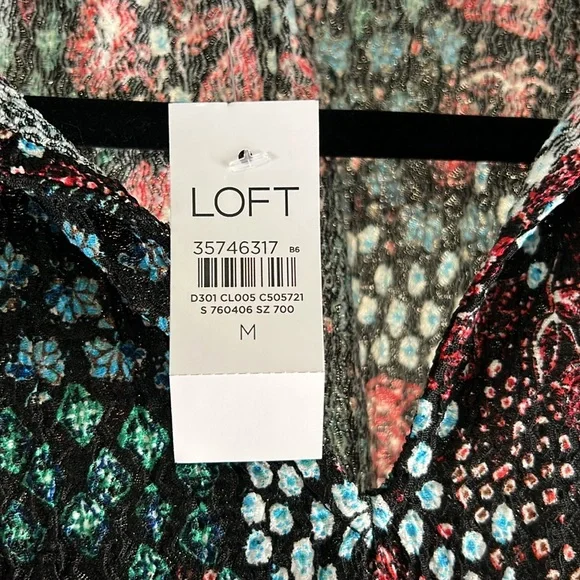 LOFT
35746317 B6
D301 CL005 C505721
S 760406 SZ 700
M